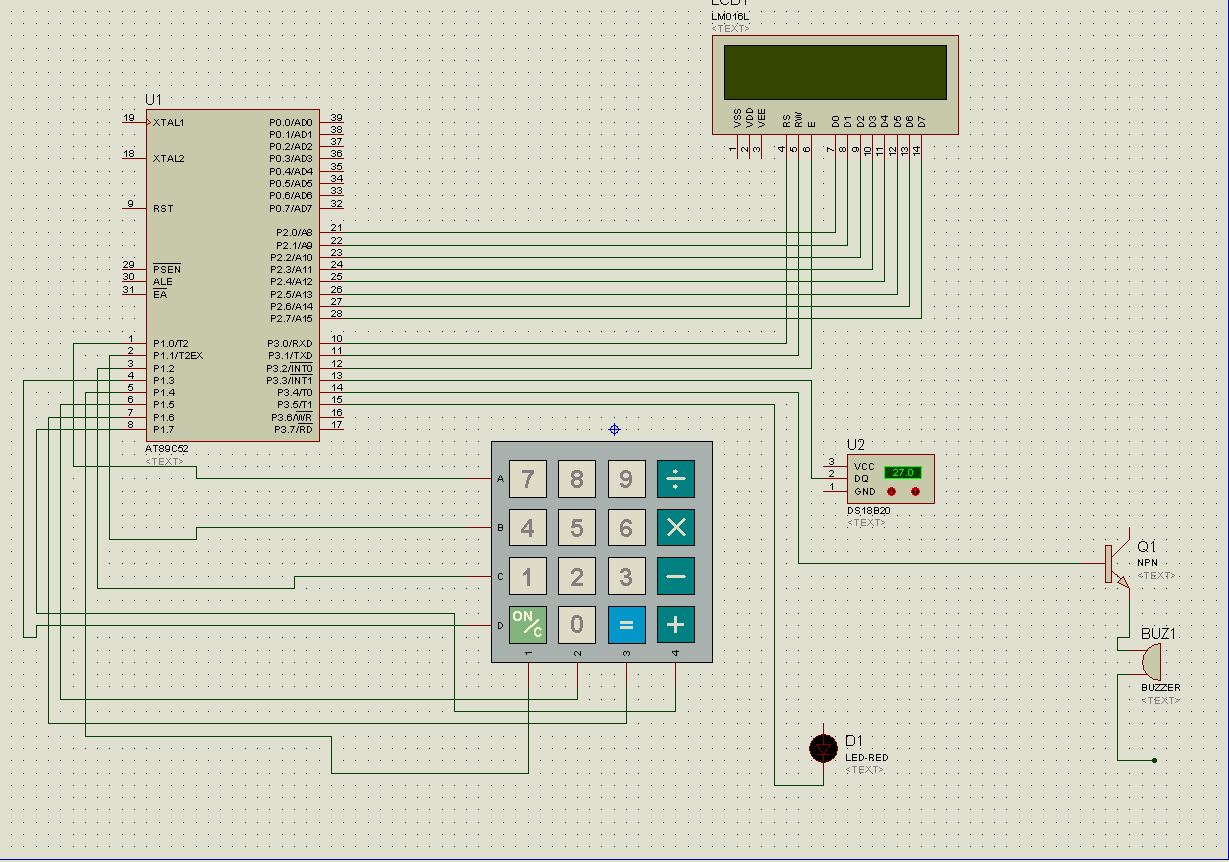 LCD1
LM016L
<TEXT>
VSS VDD VEE RS RW E D0 D1 D2 D3 D4 D5 D6 D7
1 2 3 4 5 6 7 8 9 10 11 12 13 14
U1
19 XTAL1
18 XTAL2
9 RST
29 PSEN
30 ALE
31 EA
1 P1.0/T2
2 P1.1/T2EX
3 P1.2
4 P1.3
5 P1.4
6 P1.5
7 P1.6
8 P1.7
P0.0/AD0 39
P0.1/AD1 38
P0.2/AD2 37
P0.3/AD3 36
P0.4/AD4 35
P0.5/AD5 34
P0.6/AD6 33
P0.7/AD7 32
P2.0/A8 21
P2.1/A9 22
P2.2/A10 23
P2.3/A11 24
P2.4/A12 25
P2.5/A13 26
P2.6/A14 27
P2.7/A15 28
P3.0/RXD 10
P3.1/TXD 11
P3.2/INT0 12
P3.3/INT1 13
P3.4/T0 14
P3.5/T1 15
P3.6/WR 16
P3.7/RD 17
AT89C52
<TEXT>
A 7 8 9 ÷
B 4 5 6 ×
C 1 2 3 −
D ON/C 0 = +
1 2 3 4
U2
3 VCC 27.0
2 DQ
1 GND
DS18B20
<TEXT>
Q1
NPN
<TEXT>
BUZ1
BUZZER
<TEXT>
D1
LED-RED
<TEXT>